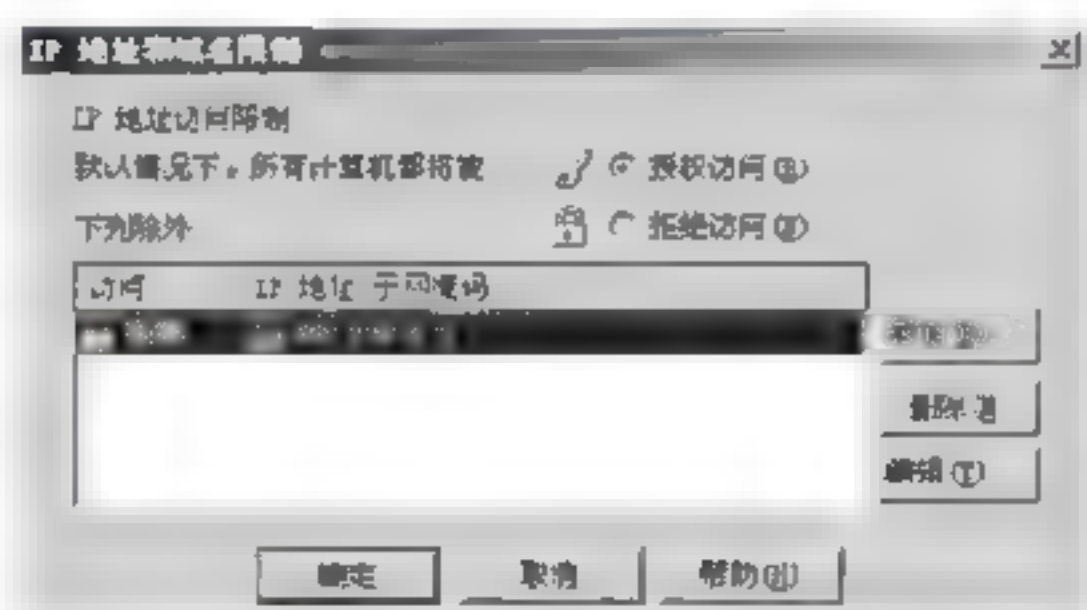 IP 地址和域名限制
IP 地址访问限制
默认情况下，所有计算机都将被
授权访问(R)
下列除外
拒绝访问(N)
访问 IP 地址 子网掩码
编辑(T)
确定 取消 帮助(H)